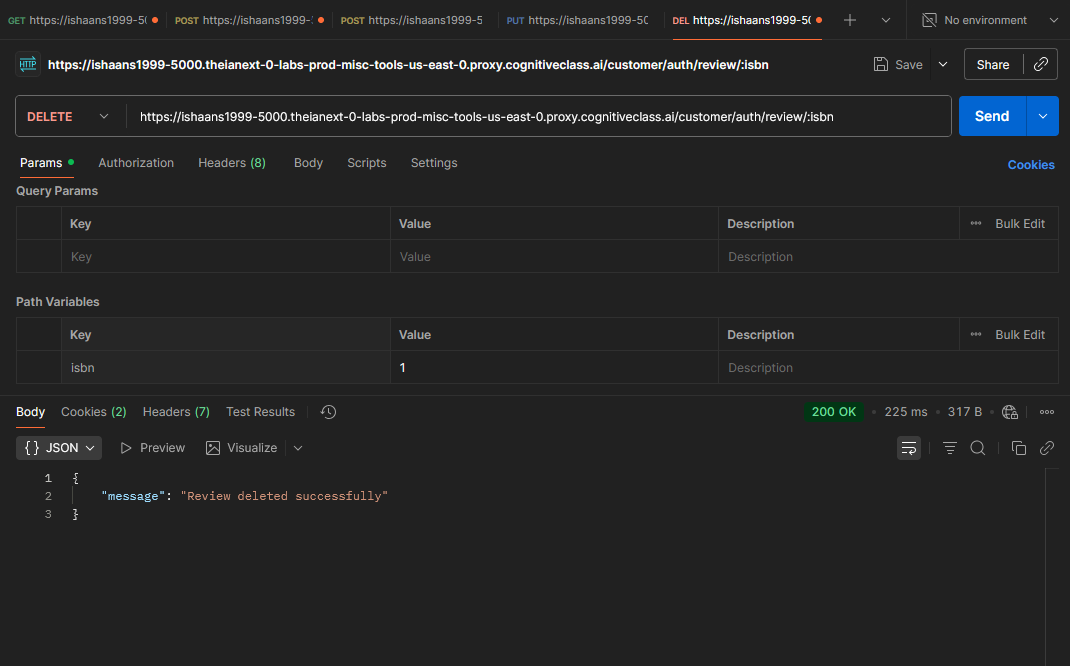 GET https://ishaans1999-50 POST https://ishaans1999- POST https://ishaans1999-5 PUT https://ishaans1999-50 DEL https://ishaans1999-50 No environment
HTTP https://ishaans1999-5000.theianext-0-labs-prod-misc-tools-us-east-0.proxy.cognitiveclass.ai/customer/auth/review/:isbn Save Share
DELETE https://ishaans1999-5000.theianext-0-labs-prod-misc-tools-us-east-0.proxy.cognitiveclass.ai/customer/auth/review/:isbn Send
Params Authorization Headers (8) Body Scripts Settings Cookies
Query Params
Key Value Description Bulk Edit
Key Value Description
Path Variables
Key Value Description Bulk Edit
isbn 1 Description
Body Cookies (2) Headers (7) Test Results 200 OK 225 ms 317 B
{} JSON Preview Visualize
1 {
2 "message": "Review deleted successfully"
3 }